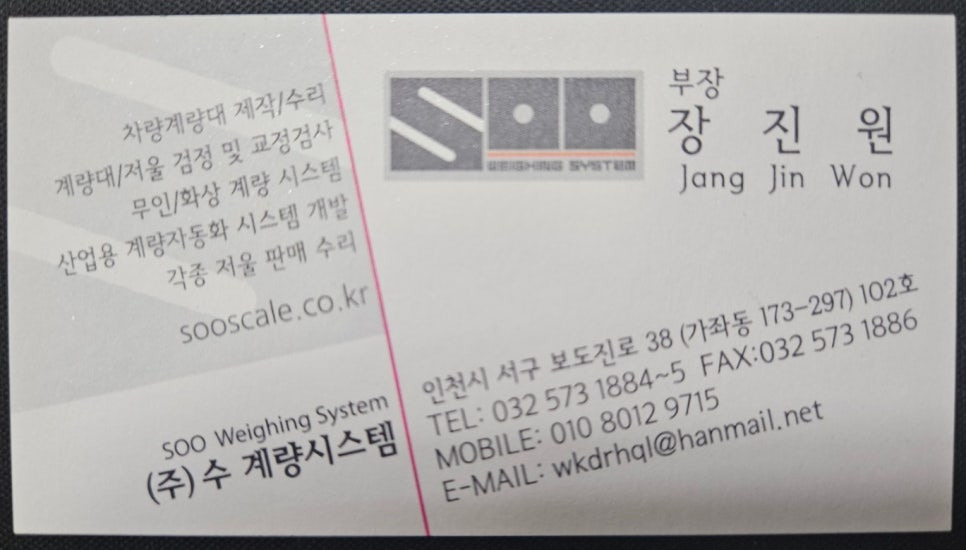 차량계량대 제작/수리
계량대/저울 검정 및 교정검사
무인/화상 계량 시스템
산업용 계량자동화 시스템 개발
각종 저울 판매 수리
sooscale.co.kr
SOO Weighing System
(주) 수 계량시스템
SOO
WEIGHING SYSTEM
부장
장 진 원
Jang Jin Won
인천시 서구 보도진로 38 (가좌동 173-297) 102호
TEL: 032 573 1884~5 FAX:032 573 1886
MOBILE: 010 8012 9715
E-MAIL: wkdrhql@hanmail.net